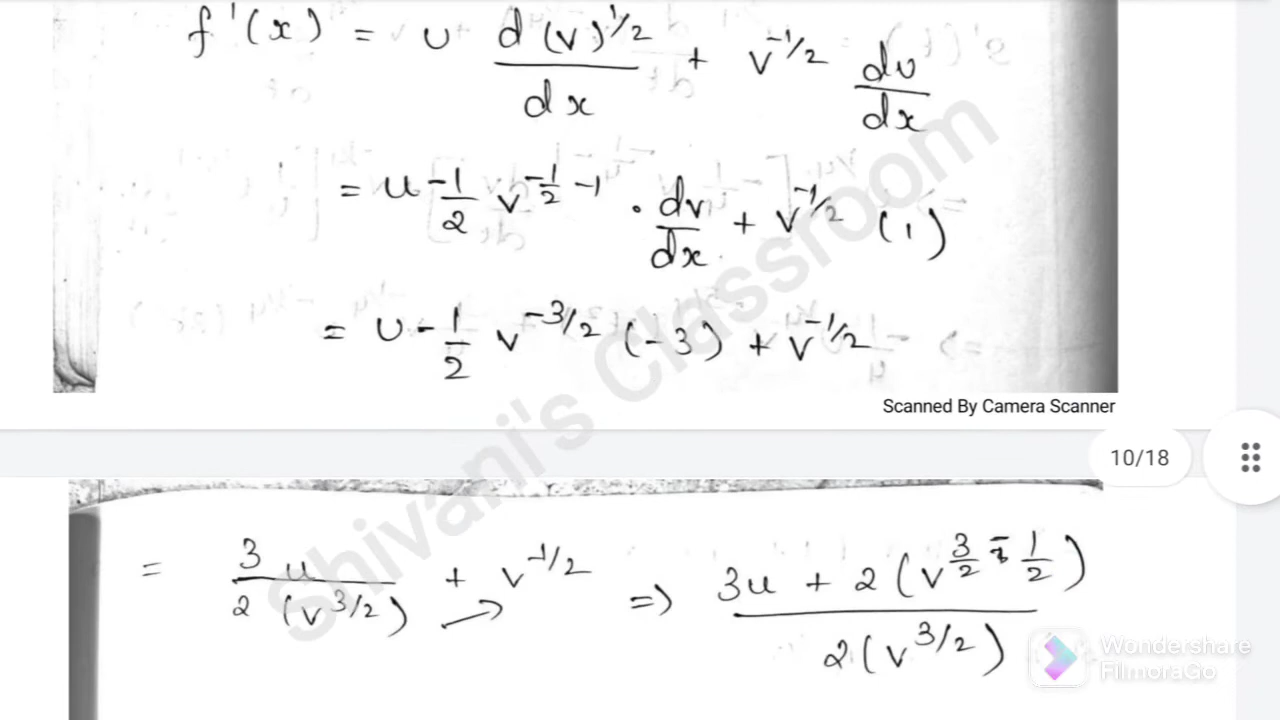 f'(x) = u d(v)^1/2 / dx + v^-1/2 du/dx
= u -1/2 v^-1/2 -1 . dv/dx + v^-1/2 (1)
= u - 1/2 v^-3/2 (-3) + v^-1/2
Scanned By Camera Scanner
10/18
= 3 u / 2 (v^3/2) + v^-1/2 => 3u + 2(v^3/2 - 1/2) / 2(v^3/2)
Shivani's Classroom
Wondershare
FilmoraGo